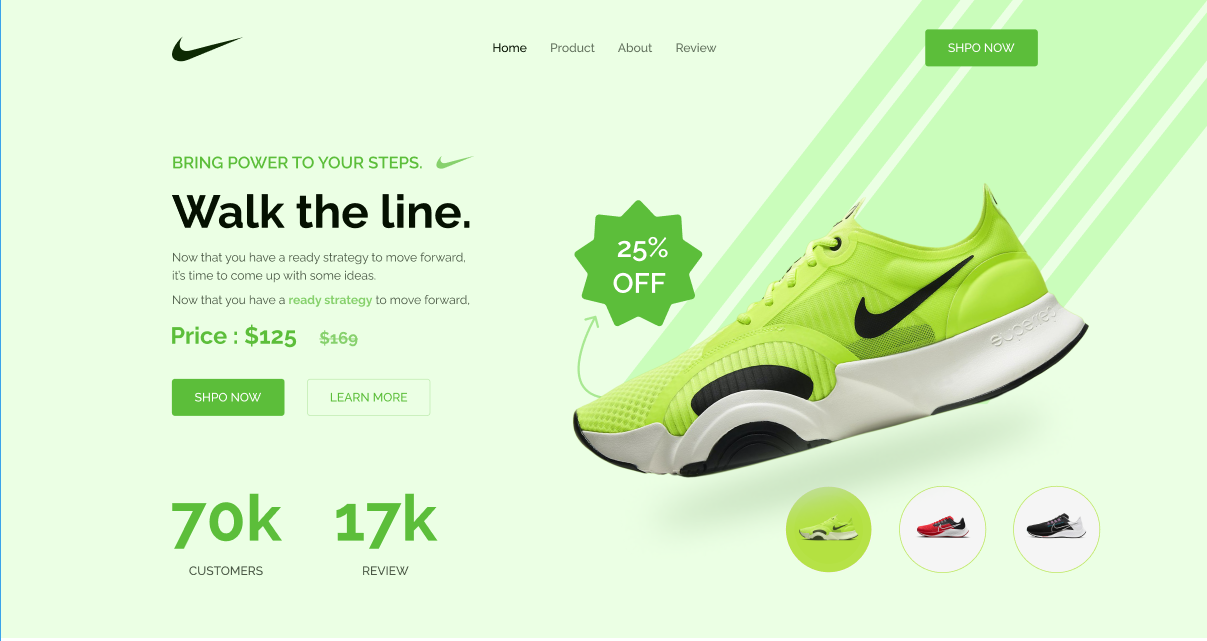 Home Product About Review
SHPO NOW
BRING POWER TO YOUR STEPS.
Walk the line.
Now that you have a ready strategy to move forward,
it's time to come up with some ideas.
Now that you have a ready strategy to move forward,
Price : $125 $169
SHPO NOW LEARN MORE
25%
OFF
superrep
70k 17k
CUSTOMERS REVIEW